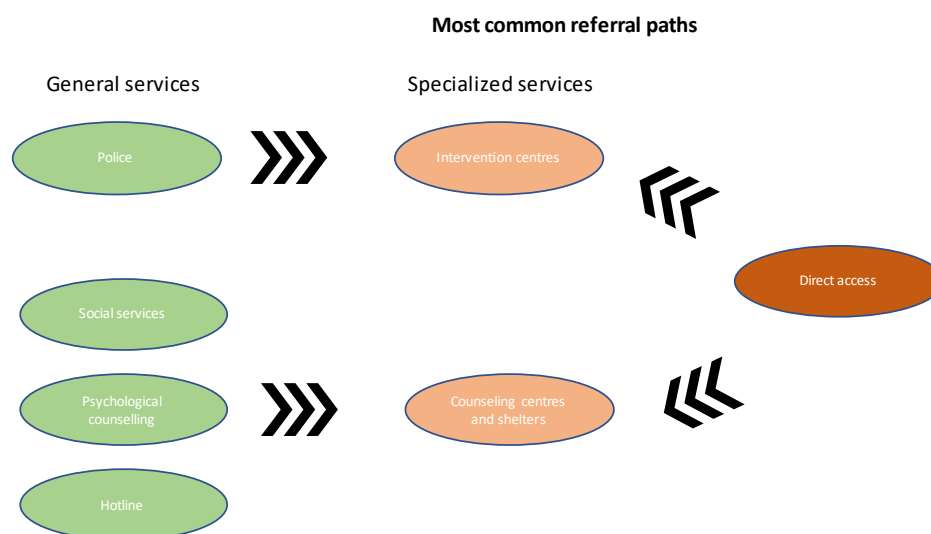 Most common referral paths
General services
Specialized services
Police
Intervention centres
Direct access
Social services
Psychological
counselling
Counseling centres
and shelters
Hotline